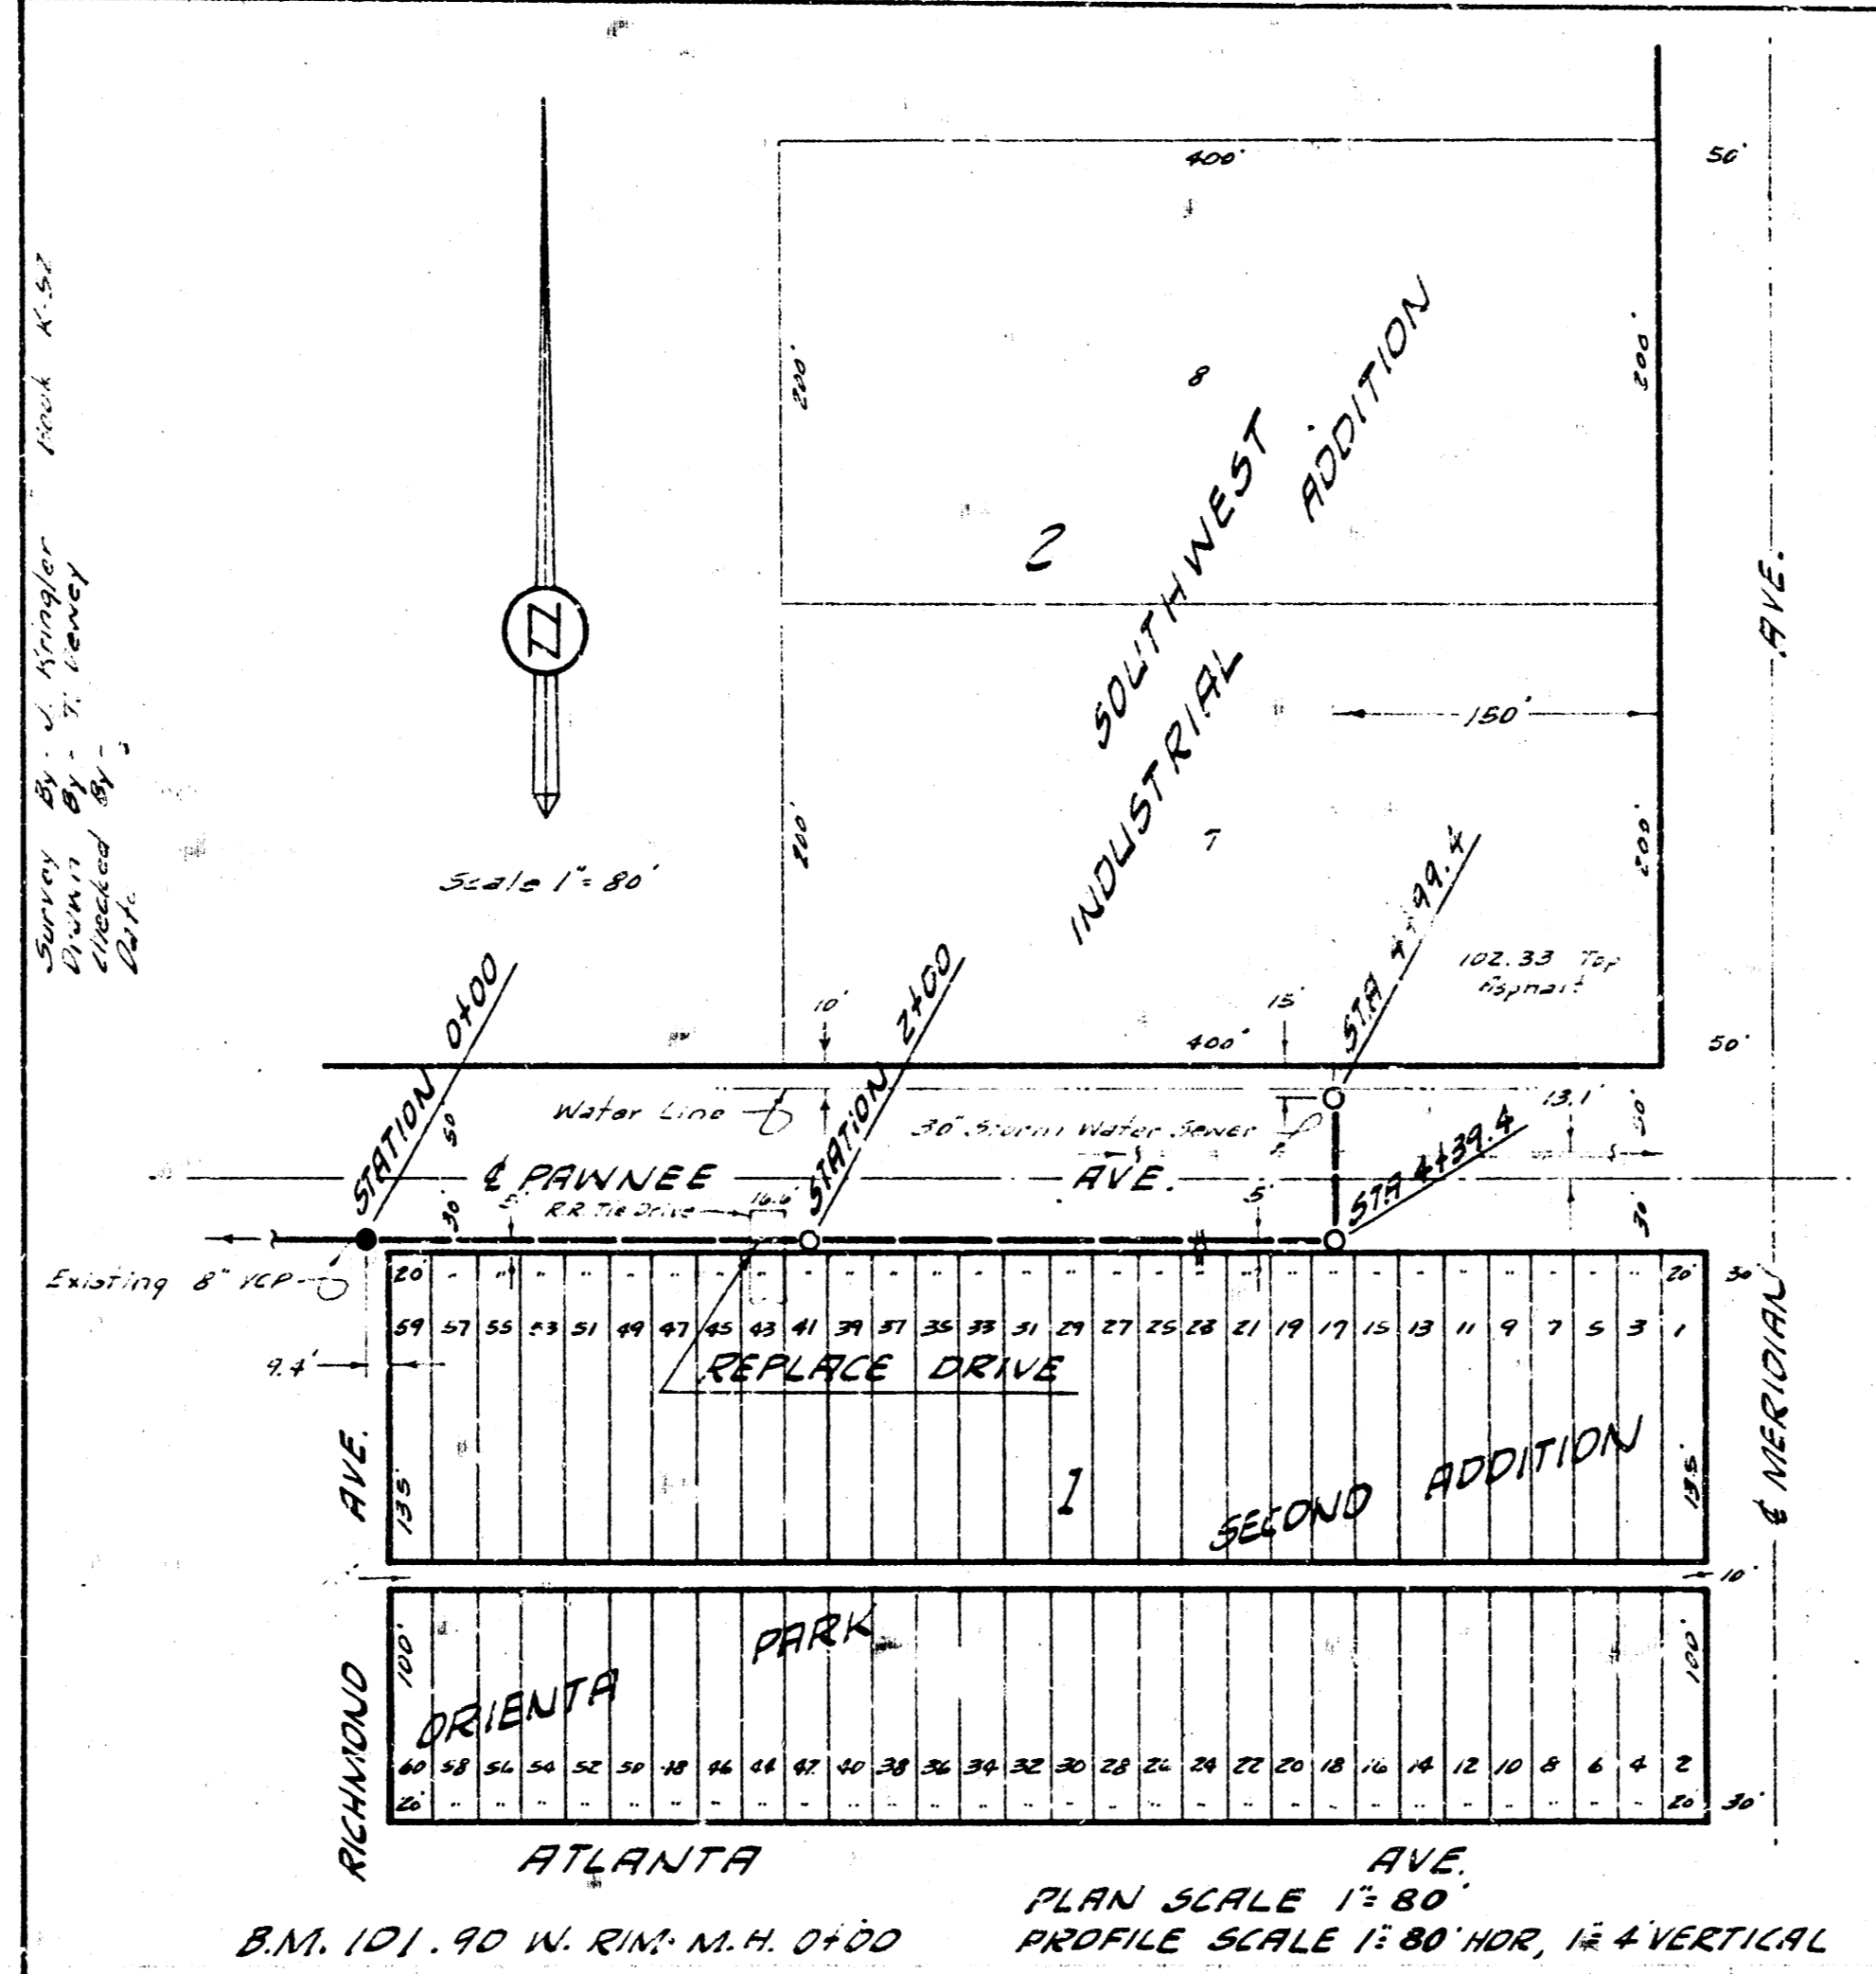 400'
50'
8
200'
200'
2
SOUTHWEST
INDUSTRIAL
ADDITION
150'
7
200'
200'
Survey By - J. Kringler Book K-52
Drawn By -
Checked By -
Date
Z
Scale 1" = 80'
AVE.
102.33 Top
Asphalt
STATION 0+00
STATION 2+00
STA 4+99.4
STA 4+39.4
10'
400'
15'
50'
50'
Water Line
30" Storm Water Sewer
13.1'
50'
℄ PAWNEE AVE.
30'
5'
R.R. Tie Drive
16.6'
5'
30'
Existing 8" VCP
20' " " " " " " " " " " " " " " " " " " " " " " " " " " " " 20'
30'
59 57 55 53 51 49 47 45 43 41 39 37 35 33 31 29 27 25 23 21 19 17 15 13 11 9 7 5 3 1
9.4'
REPLACE DRIVE
135'
1
SECOND ADDITION
135'
℄ MERIDIAN
10'
RICHMOND AVE.
100'
ORIENTA PARK
100'
60 58 56 54 52 50 48 46 44 42 40 38 36 34 32 30 28 26 24 22 20 18 16 14 12 10 8 6 4 2
20' " " " " " " " " " " " " " " " " " " " " " " " " " " " " 20'
30'
ATLANTA AVE.
PLAN SCALE 1"= 80'
B.M. 101.90 W. RIM. M.H. 0+00
PROFILE SCALE 1"= 80' HOR, 1"= 4' VERTICAL